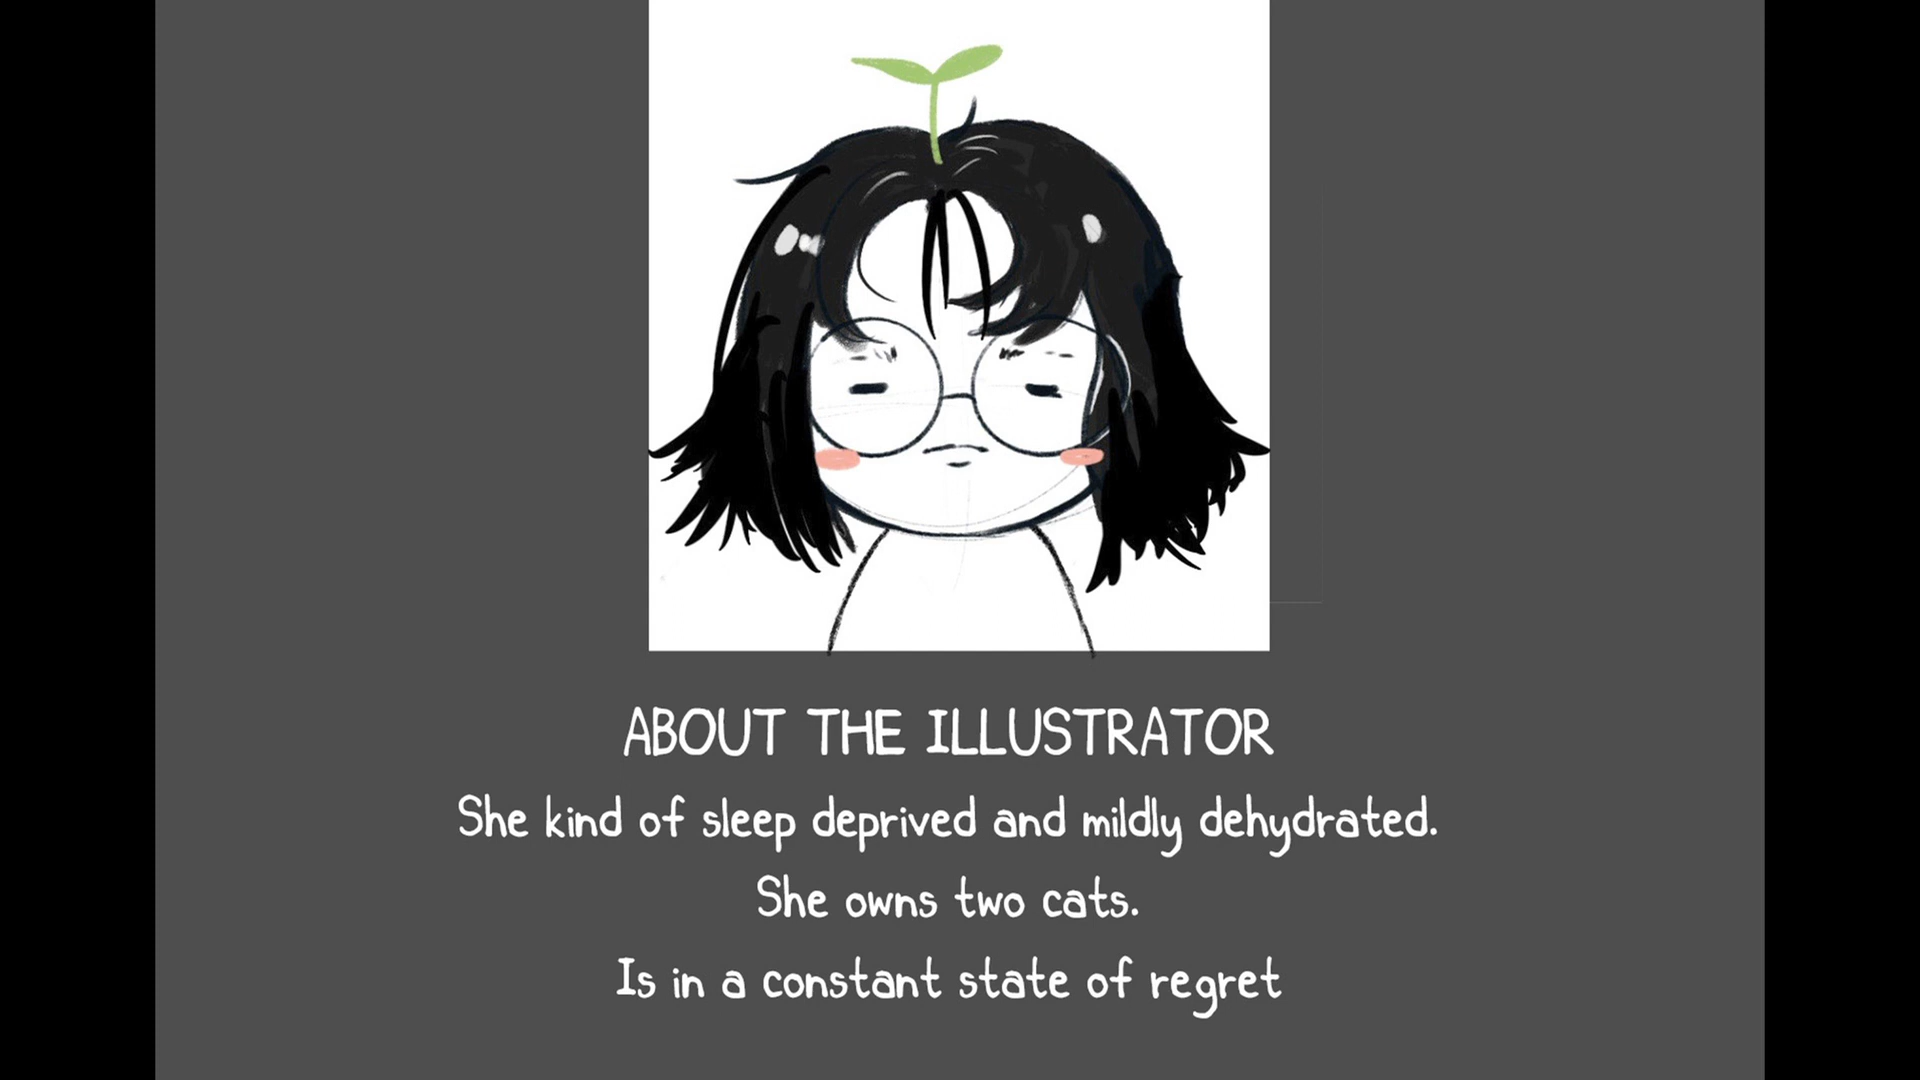 ABOUT THE ILLUSTRATOR
She kind of sleep deprived and mildly dehydrated.
She owns two cats.
Is in a constant state of regret